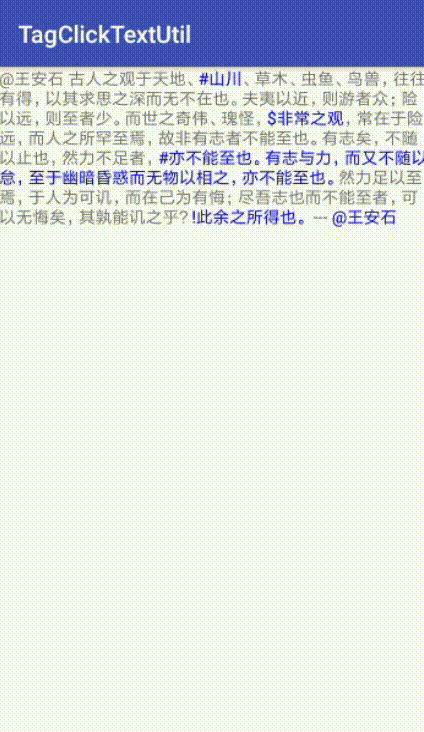 TagClickTextUtil
@王安石 古人之观于天地、#山川、草木、虫鱼、鸟兽，往往
有得，以其求思之深而无不在也。夫夷以近，则游者众；险
以远，则至者少。而世之奇伟、瑰怪，$非常之观，常在于险
远，而人之所罕至焉，故非有志者不能至也。有志矣，不随
以止也，然力不足者，#亦不能至也。有志与力，而又不随以
怠，至于幽暗昏惑而无物以相之，亦不能至也。然力足以至
焉，于人为可讥，而在己为有悔；尽吾志也而不能至者，可
以无悔矣，其孰能讥之乎？!此余之所得也。--- @王安石